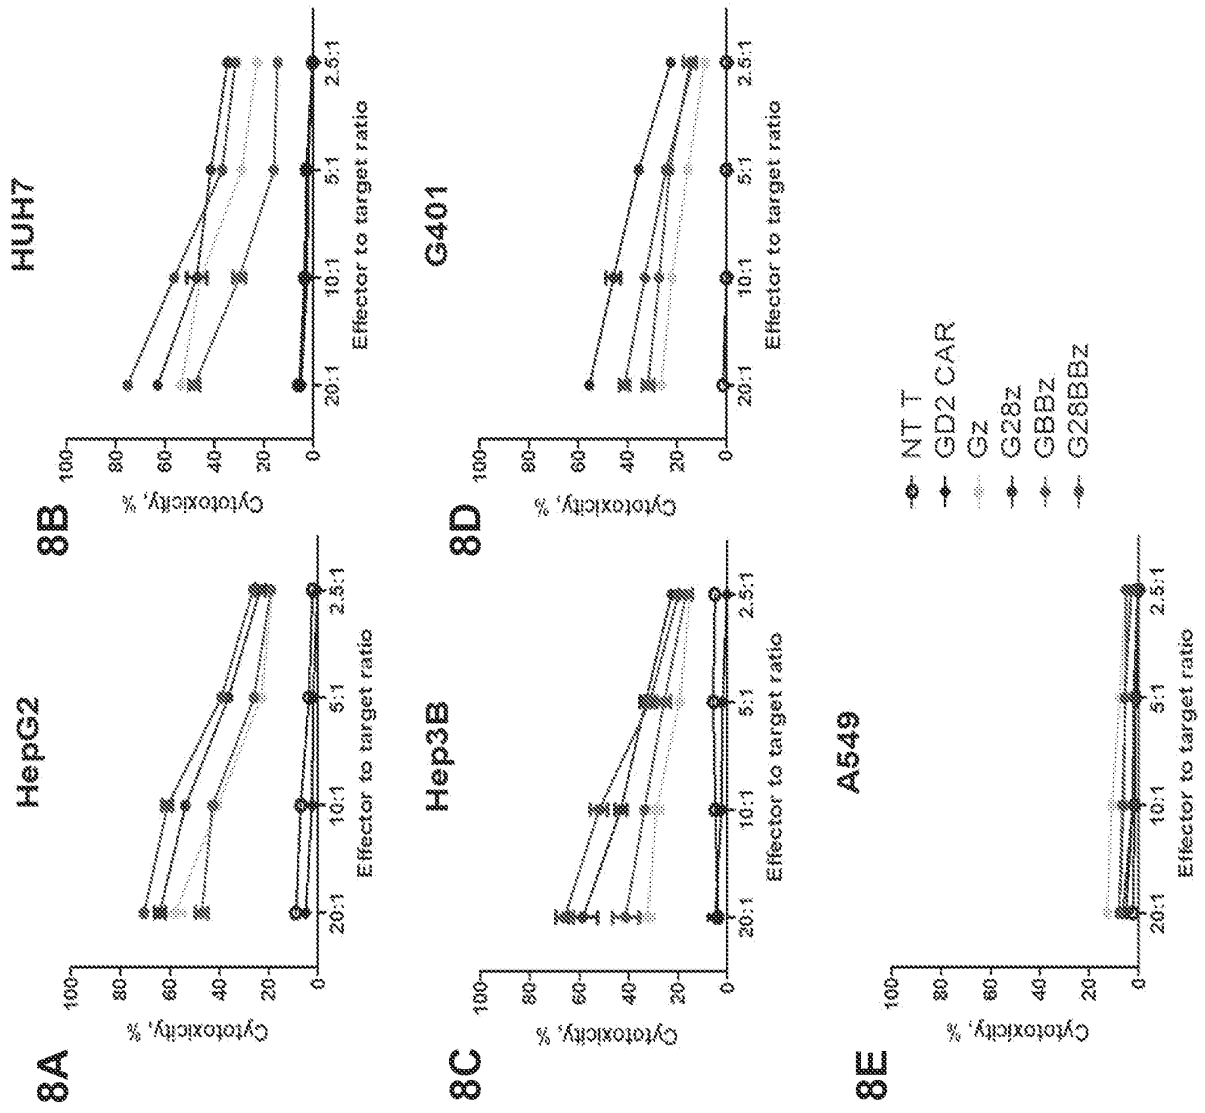 8A
HepG2
Cytotoxicity, %
100
80
60
40
20
0
20:1
10:1
5:1
2.5:1
Effector to target ratio
8B
HUH7
Cytotoxicity, %
100
80
60
40
20
0
20:1
10:1
5:1
2.5:1
Effector to target ratio
8C
Hep3B
Cytotoxicity, %
100
80
60
40
20
0
20:1
10:1
5:1
2.5:1
Effector to target ratio
8D
G401
Cytotoxicity, %
100
80
60
40
20
0
20:1
10:1
5:1
2.5:1
Effector to target ratio
8E
A549
Cytotoxicity, %
100
80
60
40
20
0
20:1
10:1
5:1
2.5:1
Effector to target ratio
NT T
GD2 CAR
Gz
G28z
GBBz
G28BBz